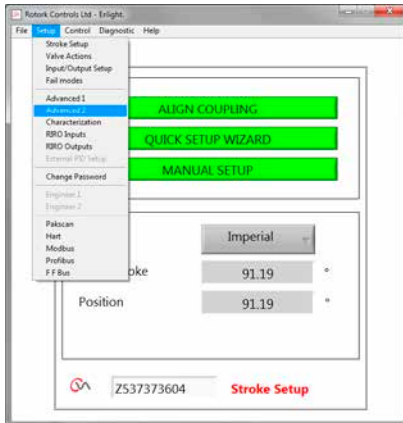 Rotork Controls Ltd - Enlight.
File Setup Control Diagnostic Help
Stroke Setup
Valve Actions
Input/Output Setup
Fail modes
Advanced 1
Advanced 2
Characterization
RIRO Inputs
RIRO Outputs
External PID Setup
Change Password
Engineer 1
Engineer 2
Pakscan
Hart
Modbus
Profibus
F F Bus
ALIGN COUPLING
QUICK SETUP WIZARD
MANUAL SETUP
Imperial
oke 91.19 °
Position 91.19 °
Z537373604 Stroke Setup